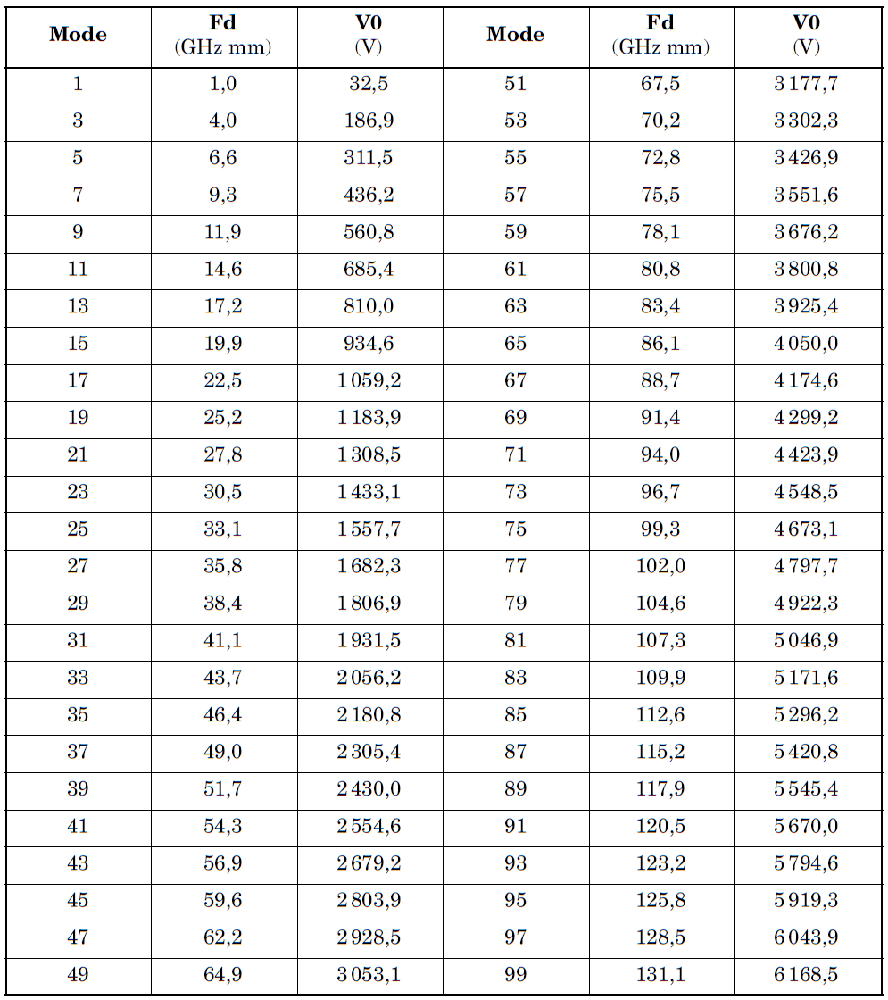 Mode Fd V0 Mode Fd V0
(GHz mm) (V) (GHz mm) (V)
1 1,0 32,5 51 67,5 3 177,7
3 4,0 186,9 53 70,2 3 302,3
5 6,6 311,5 55 72,8 3 426,9
7 9,3 436,2 57 75,5 3 551,6
9 11,9 560,8 59 78,1 3 676,2
11 14,6 685,4 61 80,8 3 800,8
13 17,2 810,0 63 83,4 3 925,4
15 19,9 934,6 65 86,1 4 050,0
17 22,5 1 059,2 67 88,7 4 174,6
19 25,2 1 183,9 69 91,4 4 299,2
21 27,8 1 308,5 71 94,0 4 423,9
23 30,5 1 433,1 73 96,7 4 548,5
25 33,1 1 557,7 75 99,3 4 673,1
27 35,8 1 682,3 77 102,0 4 797,7
29 38,4 1 806,9 79 104,6 4 922,3
31 41,1 1 931,5 81 107,3 5 046,9
33 43,7 2 056,2 83 109,9 5 171,6
35 46,4 2 180,8 85 112,6 5 296,2
37 49,0 2 305,4 87 115,2 5 420,8
39 51,7 2 430,0 89 117,9 5 545,4
41 54,3 2 554,6 91 120,5 5 670,0
43 56,9 2 679,2 93 123,2 5 794,6
45 59,6 2 803,9 95 125,8 5 919,3
47 62,2 2 928,5 97 128,5 6 043,9
49 64,9 3 053,1 99 131,1 6 168,5